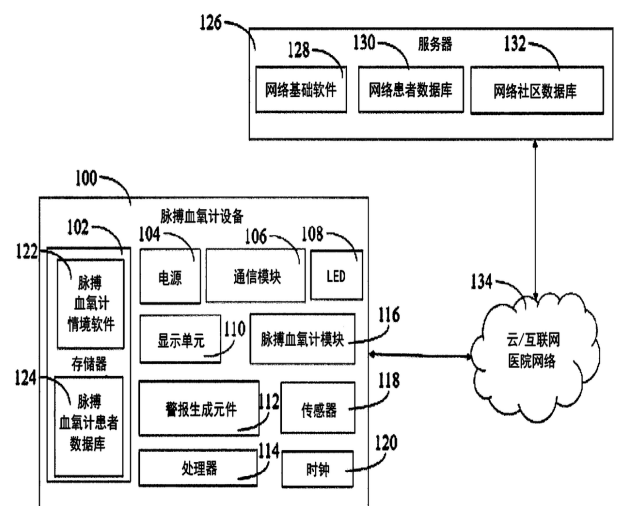 126
服务器
128
130
132
网络基础软件
网络患者数据库
网络社区数据库
100
脉搏血氧计设备
102
104
106
108
122
脉搏
血氧计
情境软件
电源
通信模块
LED
134
显示单元
110
脉搏血氧计模块
116
云/互联网
医院网络
存储器
124
脉搏
血氧计患者
数据库
警报生成元件
112
传感器
118
处理器
114
时钟
120